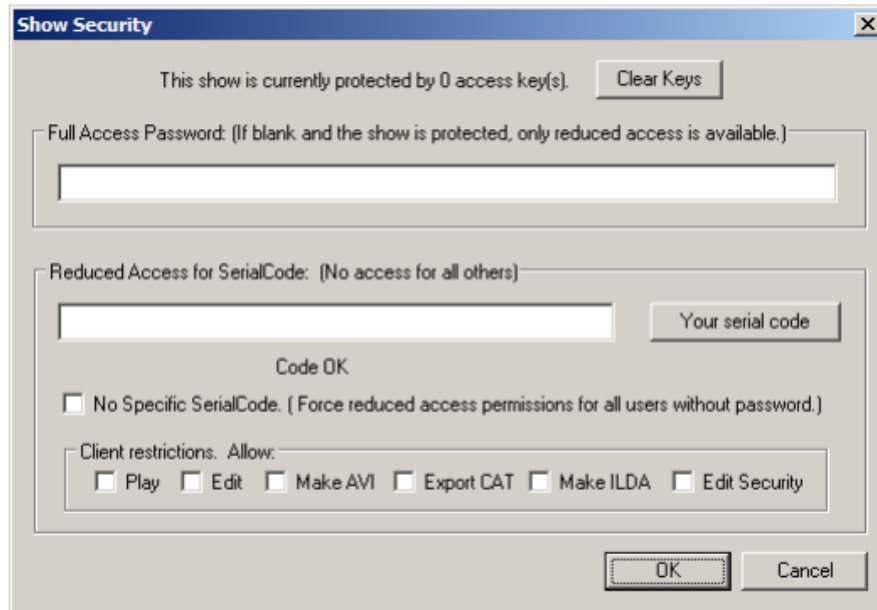 Show Security
This show is currently protected by 0 access key(s). Clear Keys
Full Access Password: (If blank and the show is protected, only reduced access is available.)
Reduced Access for SerialCode: (No access for all others)
Your serial code
Code OK
No Specific SerialCode. ( Force reduced access permissions for all users without password.)
Client restrictions. Allow:
Play Edit Make AVI Export CAT Make ILDA Edit Security
OK Cancel